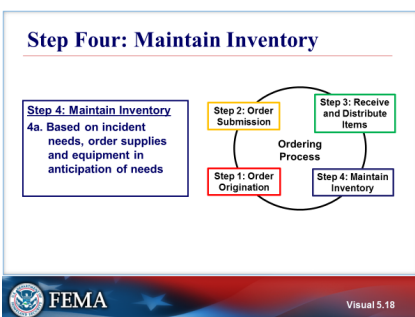 Step Four: Maintain Inventory
Step 4: Maintain Inventory
4a. Based on incident
needs, order supplies
and equipment in
anticipation of needs
Step 2: Order
Submission
Step 3: Receive
and Distribute
Items
Ordering
Process
Step 1: Order
Origination
Step 4: Maintain
Inventory
FEMA
Visual 5.18